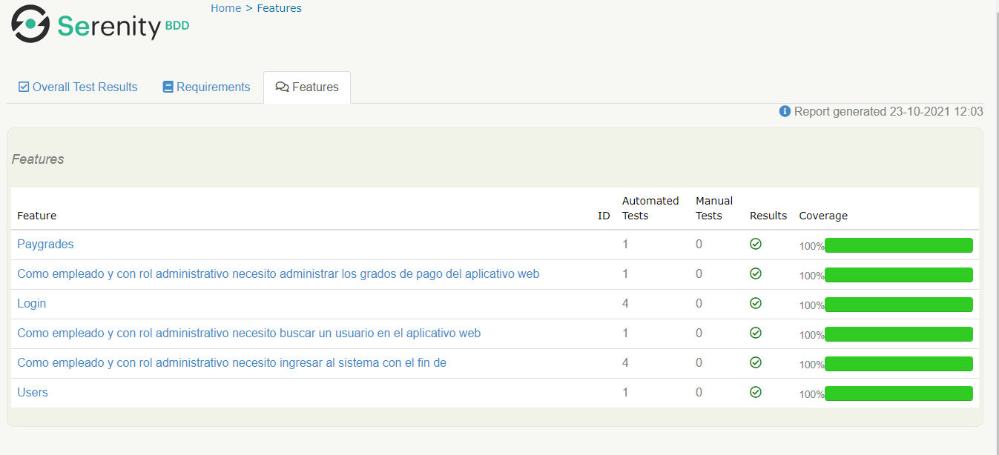 Serenity BDD
Home > Features
Overall Test Results
Requirements
Features
Report generated 23-10-2021 12:03
Features
Feature ID Automated Tests Manual Tests Results Coverage
Paygrades 1 0 100%
Como empleado y con rol administrativo necesito administrar los grados de pago del aplicativo web 1 0 100%
Login 4 0 100%
Como empleado y con rol administrativo necesito buscar un usuario en el aplicativo web 1 0 100%
Como empleado y con rol administrativo necesito ingresar al sistema con el fin de 4 0 100%
Users 1 0 100%